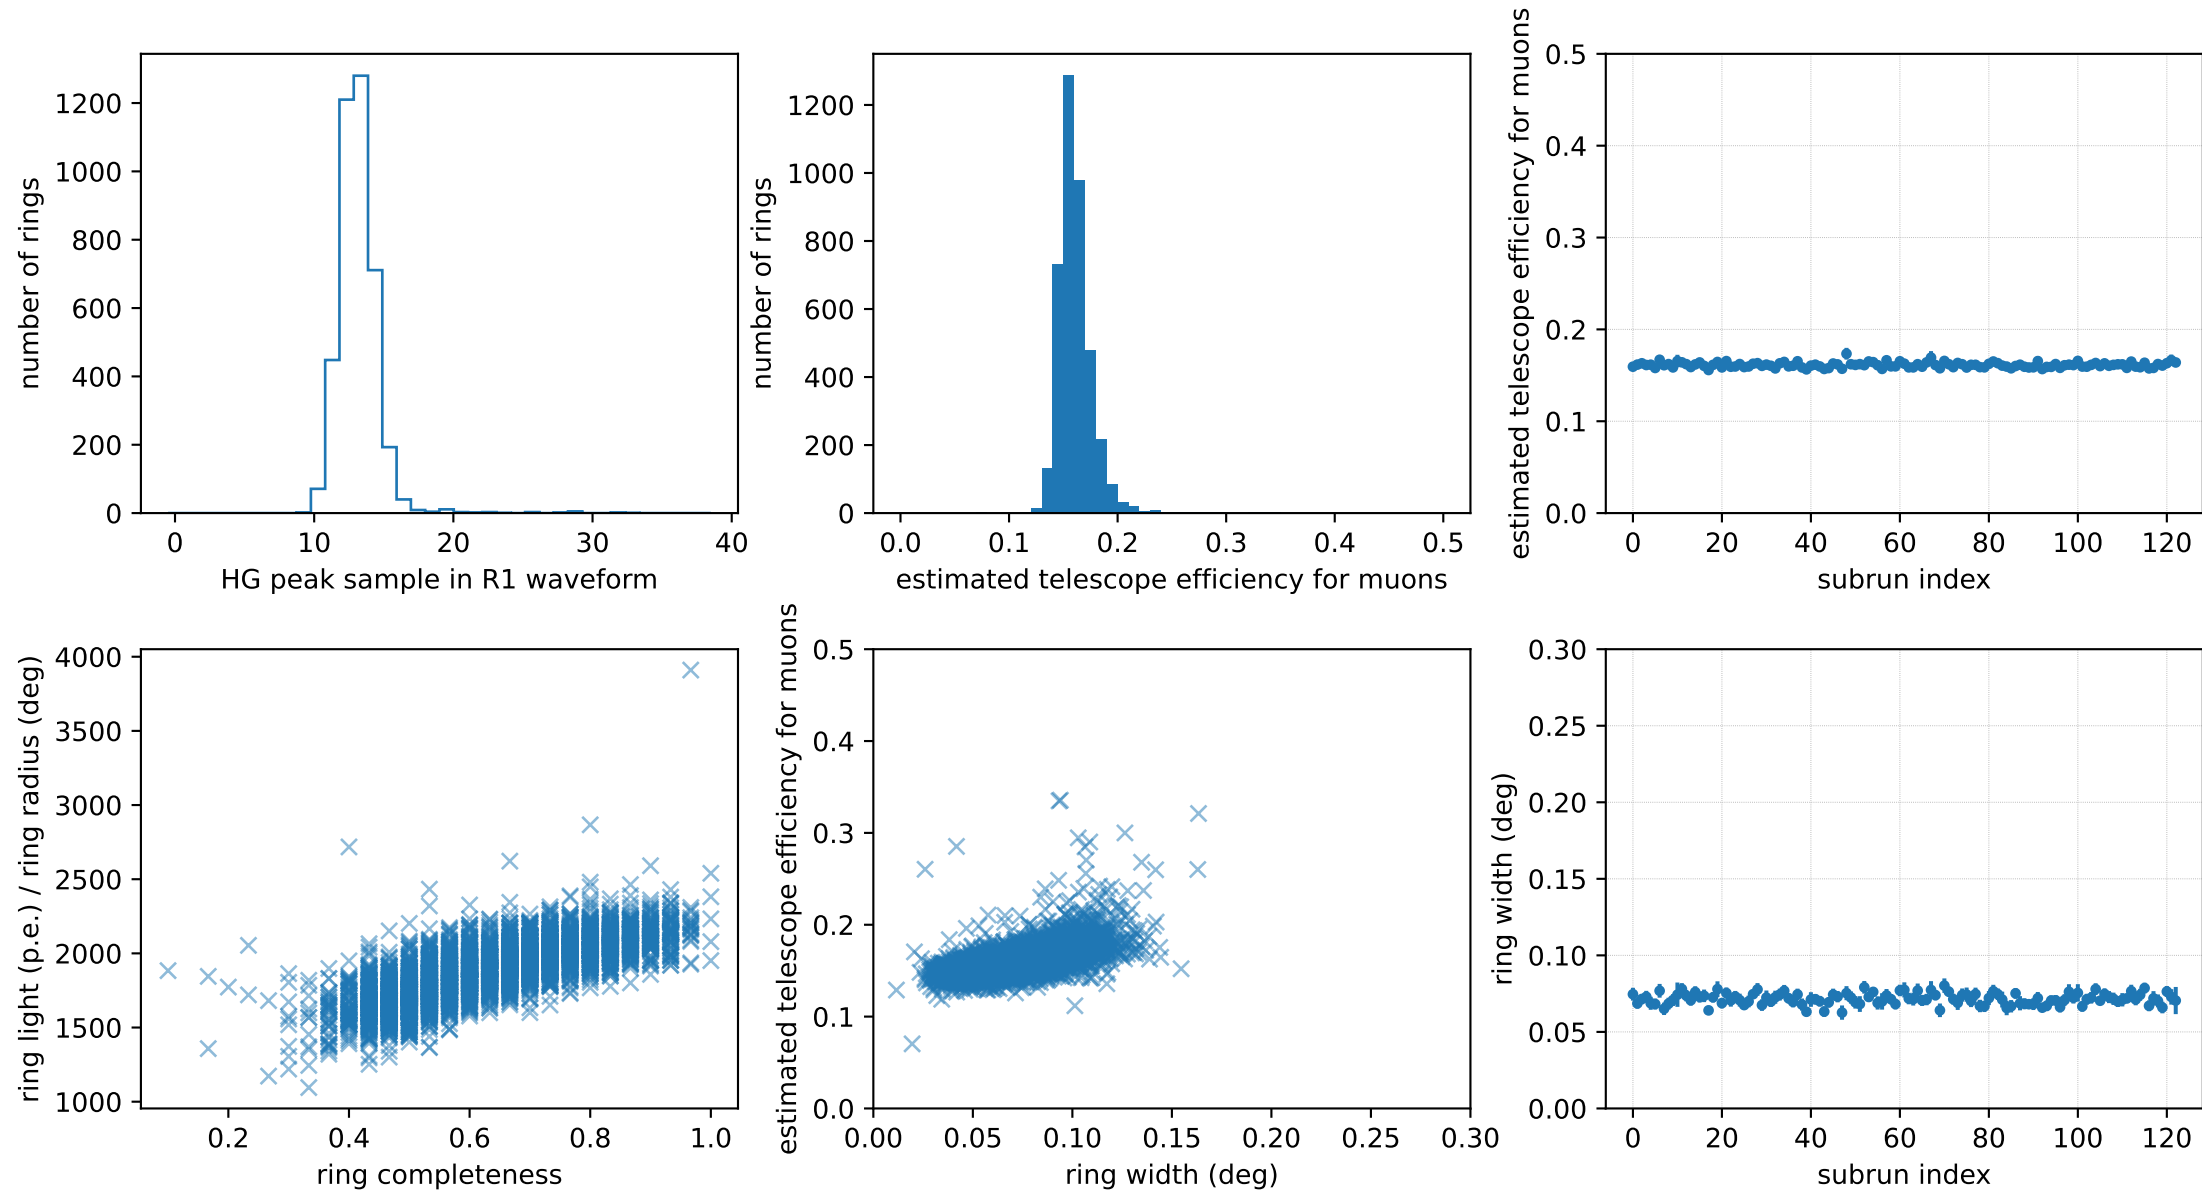 number of rings
1200
1000
800
600
400
200
0
0 10 20 30 40
HG peak sample in R1 waveform
number of rings
1200
1000
800
600
400
200
0
0.0 0.1 0.2 0.3 0.4 0.5
estimated telescope efficiency for muons
estimated telescope efficiency for muons
0.5
0.4
0.3
0.2
0.1
0.0
0 20 40 60 80 100 120
subrun index
ring light (p.e.) / ring radius (deg)
4000
3500
3000
2500
2000
1500
1000
0.2 0.4 0.6 0.8 1.0
ring completeness
estimated telescope efficiency for muons
0.5
0.4
0.3
0.2
0.1
0.0
0.00 0.05 0.10 0.15 0.20 0.25 0.30
ring width (deg)
ring width (deg)
0.30
0.25
0.20
0.15
0.10
0.05
0.00
0 20 40 60 80 100 120
subrun index